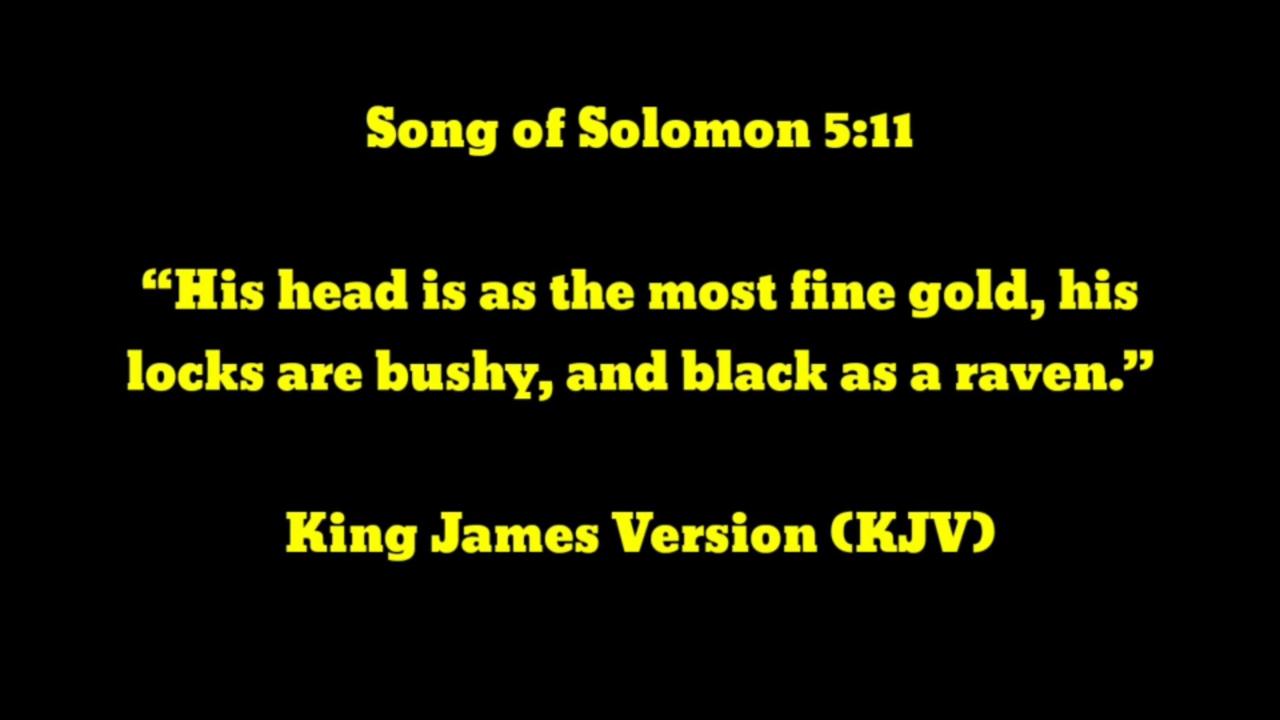 Song of Solomon 5:11
“His head is as the most fine gold, his
locks are bushy, and black as a raven.”
King James Version (KJV)